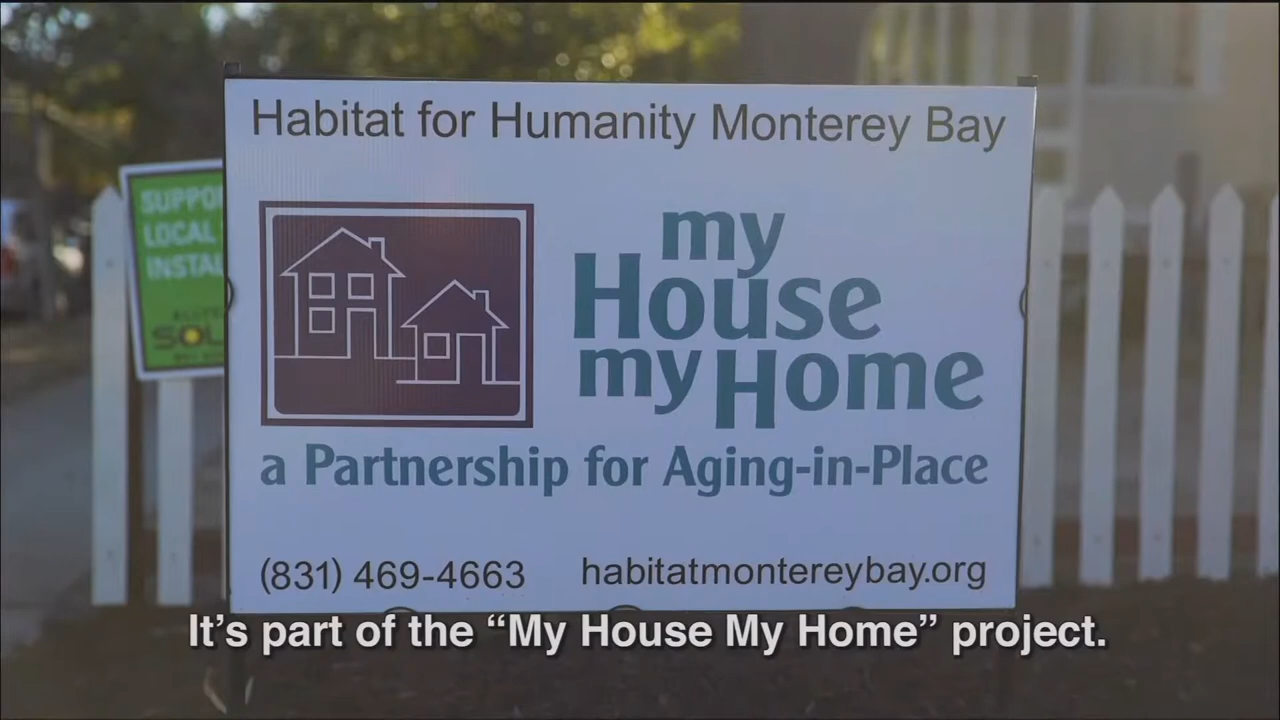 Habitat for Humanity Monterey Bay
my
House
my Home
a Partnership for Aging-in-Place
(831) 469-4663 habitatmontereybay.org
LOCAL
It's part of the “My House My Home” project.